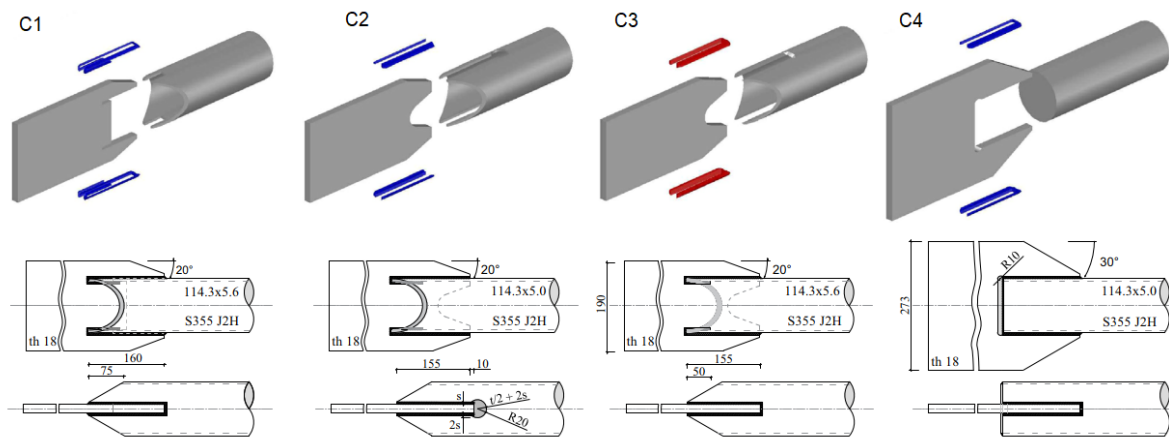 C1
C2
C3
C4
20°
114.3x5.6
S355 J2H
th 18
160
75
20°
114.3x5.0
S355 J2H
th 18
155
10
s
2s
t/2 + 2s
R20
190
20°
114.3x5.6
S355 J2H
th 18
155
50
273
R10
30°
114.3x5.0
S355 J2H
th 18